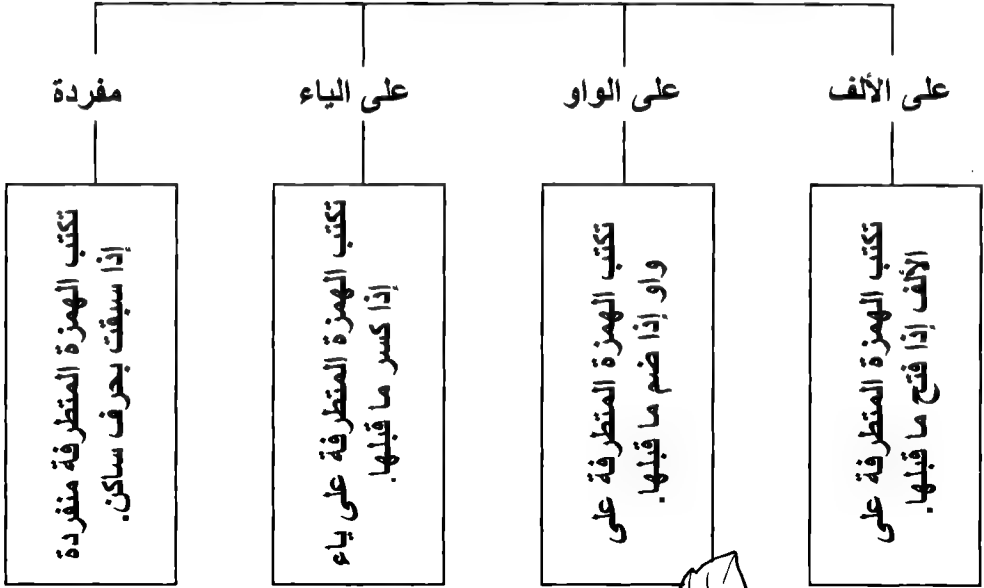 على الألف
على الواو
على الياء
مفردة
تكتب الهمزة المتطرفة على
الألف إذا فتح ما قبلها.
تكتب الهمزة المتطرفة على
واو إذا ضم ما قبلها.
تكتب الهمزة المتطرفة على ياء
إذا كسر ما قبلها.
تكتب الهمزة المتطرفة منفردة
إذا سبقت بحرف ساكن.